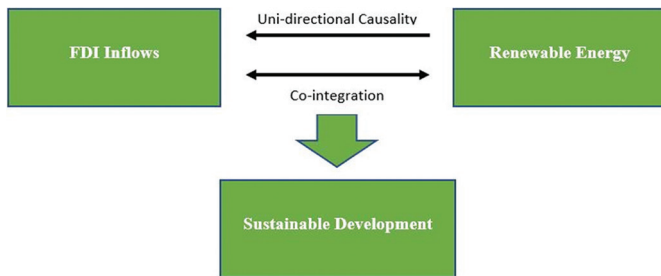 Uni-directional Causality
FDI Inflows
Renewable Energy
Co-integration
Sustainable Development